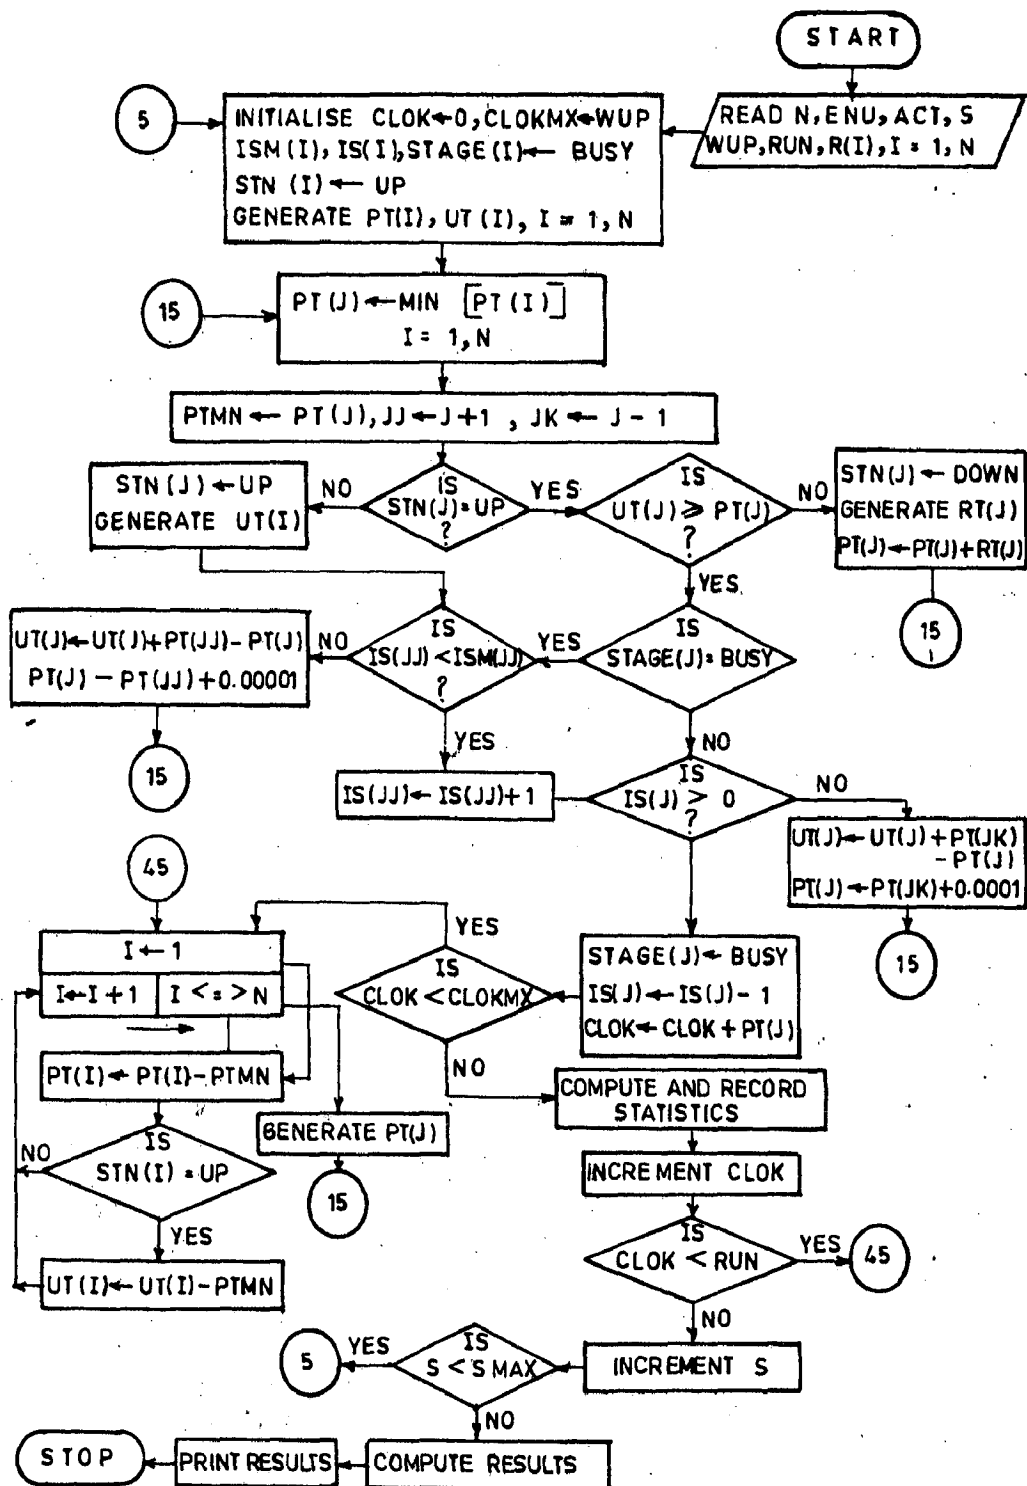 START
READ N, ENU, ACT, S
WUP, RUN, R(I), I = 1, N
5
INITIALISE CLOK←0, CLOKMX←WUP
ISM(I), IS(I), STAGE(I)← BUSY
STN (I)← UP
GENERATE PT(I), UT(I), I = 1, N
15
PT(J)←MIN [PT(I)]
I = 1, N
PTMN← PT(J), JJ←J+1 , JK← J - 1
STN(J)←UP
GENERATE UT(I)
NO
IS
STN(J)=UP
?
YES
IS
UT(J) ⩾ PT(J)
?
NO
STN(J)← DOWN
GENERATE RT(J)
PT(J)←PT(J)+RT(J)
15
YES
UT(J)←UT(J)+PT(JJ)-PT(J)
PT(J) - PT(JJ)+0.00001
NO
IS
IS(JJ)<ISM(JJ)
?
YES
IS
STAGE(J)=BUSY
15
YES
NO
IS(JJ)← IS(JJ)+1
IS
IS(J) > 0
?
NO
UT(J)←UT(J)+PT(JK)
-PT(J)
PT(J)←PT(JK)+0.0001
15
45
I←1
I←I+1
I <=> N
YES
IS
CLOK<CLOKMX
NO
STAGE(J)← BUSY
IS(J)←IS(J)-1
CLOK←CLOK+PT(J)
PT(I)←PT(I)-PTMN
GENERATE PT(J)
15
COMPUTE AND RECORD
STATISTICS
NO
IS
STN(I)=UP
YES
UT(I)←UT(I)-PTMN
INCREMENT CLOK
IS
CLOK <RUN
YES
45
NO
INCREMENT S
IS
S < S MAX
YES
5
NO
COMPUTE RESULTS
PRINT RESULTS
STOP